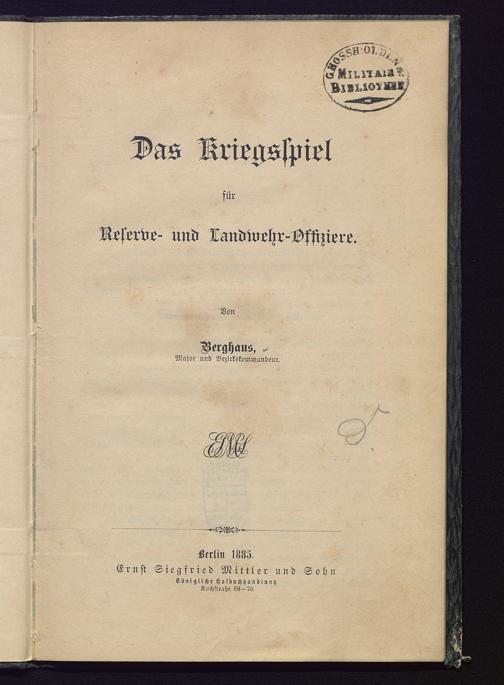 GROSSH. OLDENB.
MILITAIR
BIBLIOTHEK
Das Kriegsspiel
für
Reserve- und Landwehr-Offiziere.
Von
Berghaus,
Major und Bezirkskommandeur.
ESMS
Berlin 1885.
Ernst Siegfried Mittler und Sohn
Königliche Hofbuchhandlung
Kochstraße 68–70.